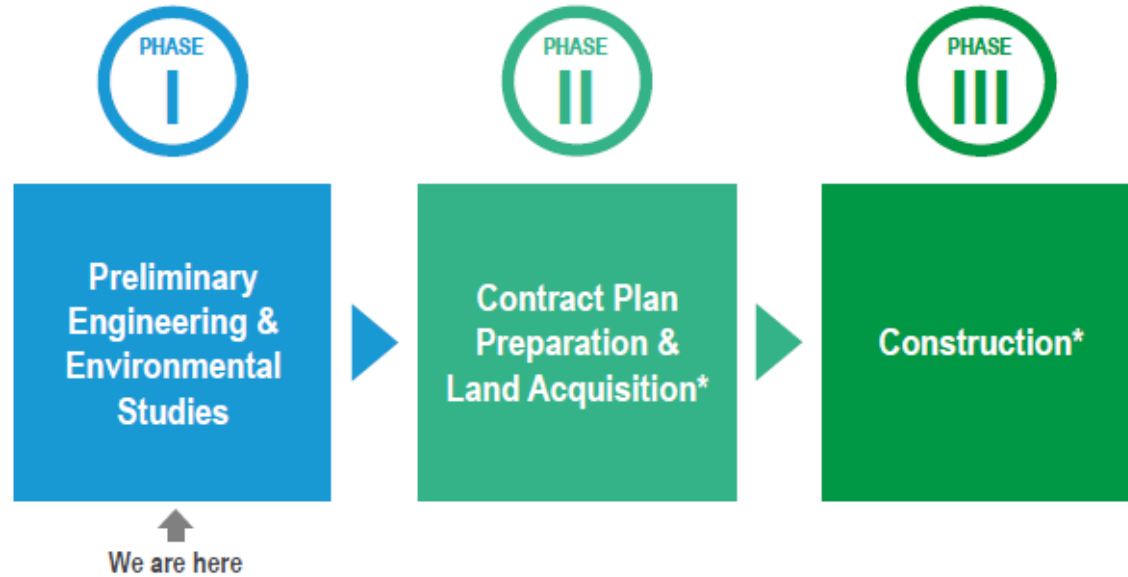 PHASE
I
PHASE
II
PHASE
III
Preliminary
Engineering &
Environmental
Studies
Contract Plan
Preparation &
Land Acquisition*
Construction*
We are here